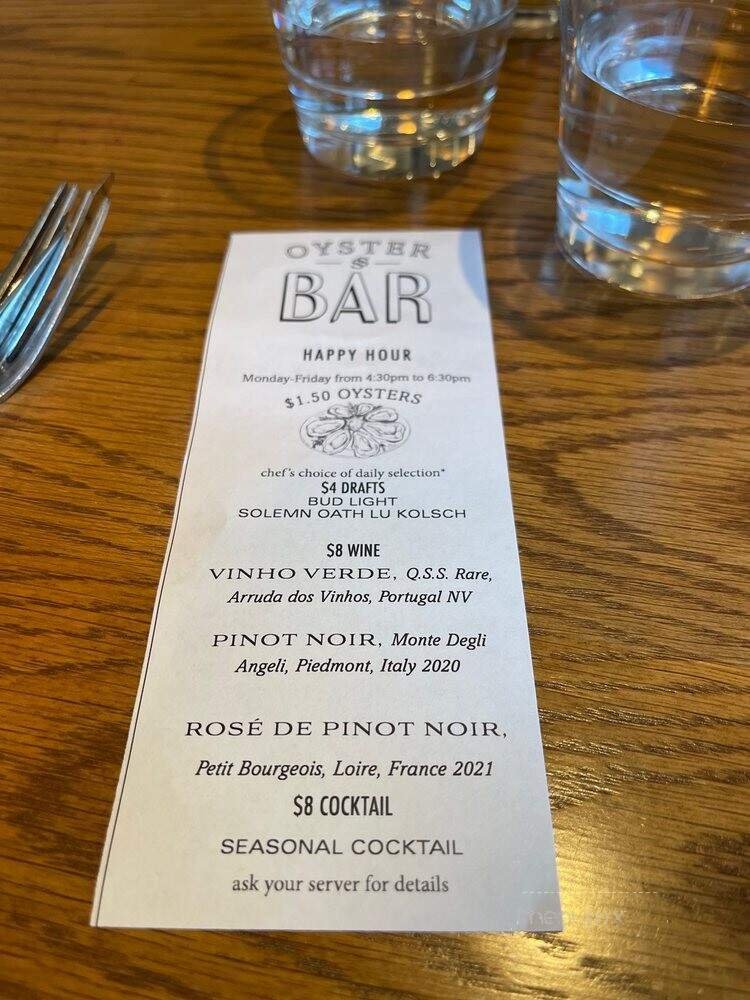 OYSTER
&
BAR
HAPPY HOUR
Monday-Friday from 4:30pm to 6:30pm
$1.50 OYSTERS
chef's choice of daily selection*
$4 DRAFTS
BUD LIGHT
SOLEMN OATH LU KOLSCH
$8 WINE
VINHO VERDE, Q.S.S. Rare,
Arruda dos Vinhos, Portugal NV
PINOT NOIR, Monte Degli
Angeli, Piedmont, Italy 2020
ROSÉ DE PINOT NOIR,
Petit Bourgeois, Loire, France 2021
$8 COCKTAIL
SEASONAL COCKTAIL
ask your server for details